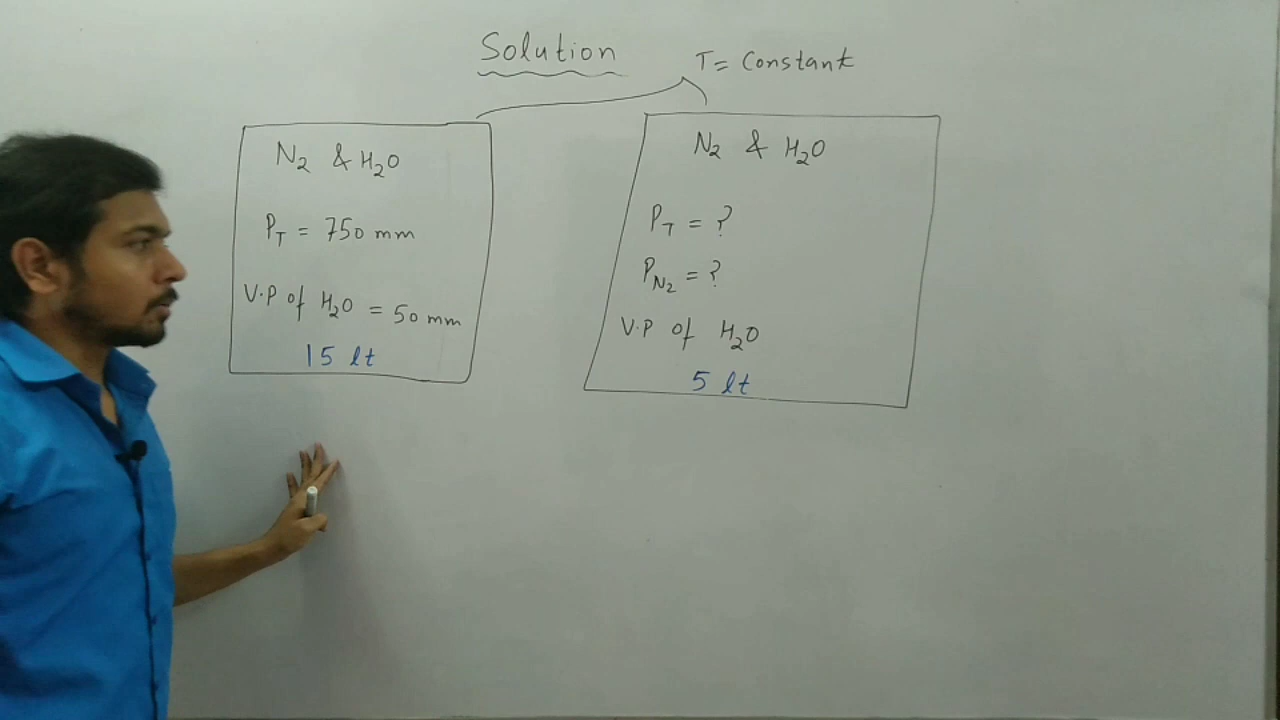 Solution
T = Constant
N2 & H2O
PT = 750 mm
V.P of H2O = 50 mm
15 lt
N2 & H2O
PT = ?
PN2 = ?
V.P of H2O
5 lt